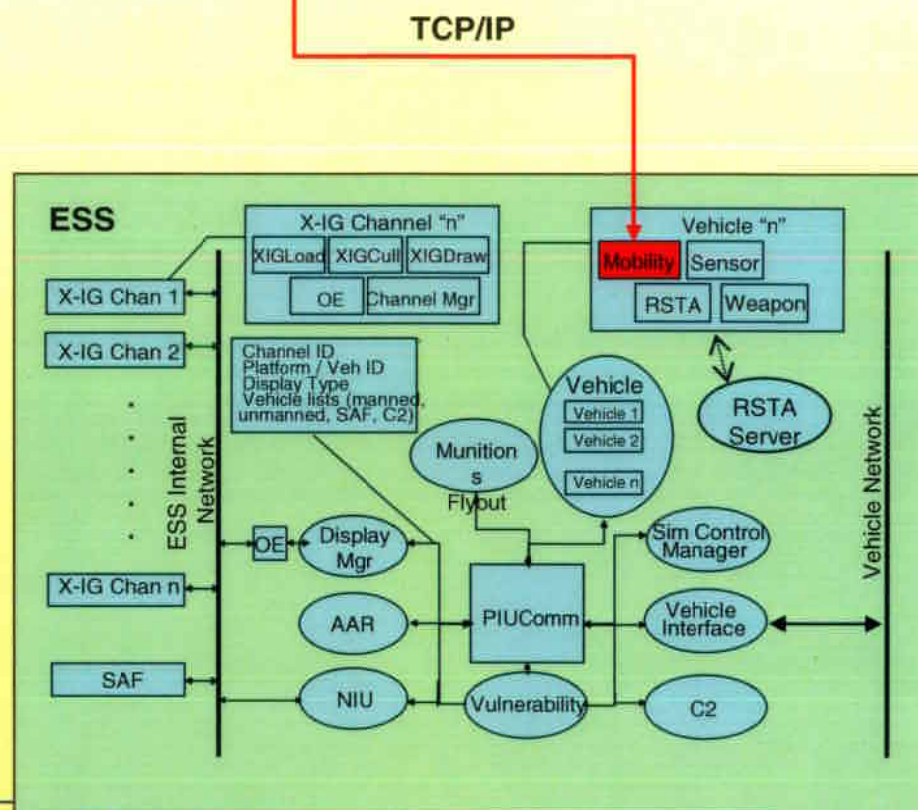 TCP/IP
ESS
X-IG Channel “n”
XIGLoad
XIGCull
XIGDraw
OE
Channel Mgr
Vehicle “n”
Mobility
Sensor
RSTA
Weapon
X-IG Chan 1
X-IG Chan 2
X-IG Chan n
SAF
ESS Internal
Network
Channel ID
Platform / Veh ID
Display Type
Vehicle lists (manned,
unmanned, SAF, C2)
Munition
s
Flyout
Vehicle
Vehicle 1
Vehicle 2
Vehicle n
RSTA
Server
Vehicle Network
OE
Display
Mgr
AAR
NIU
PIUComm
Vulnerability
Sim Control
Manager
Vehicle
Interface
C2